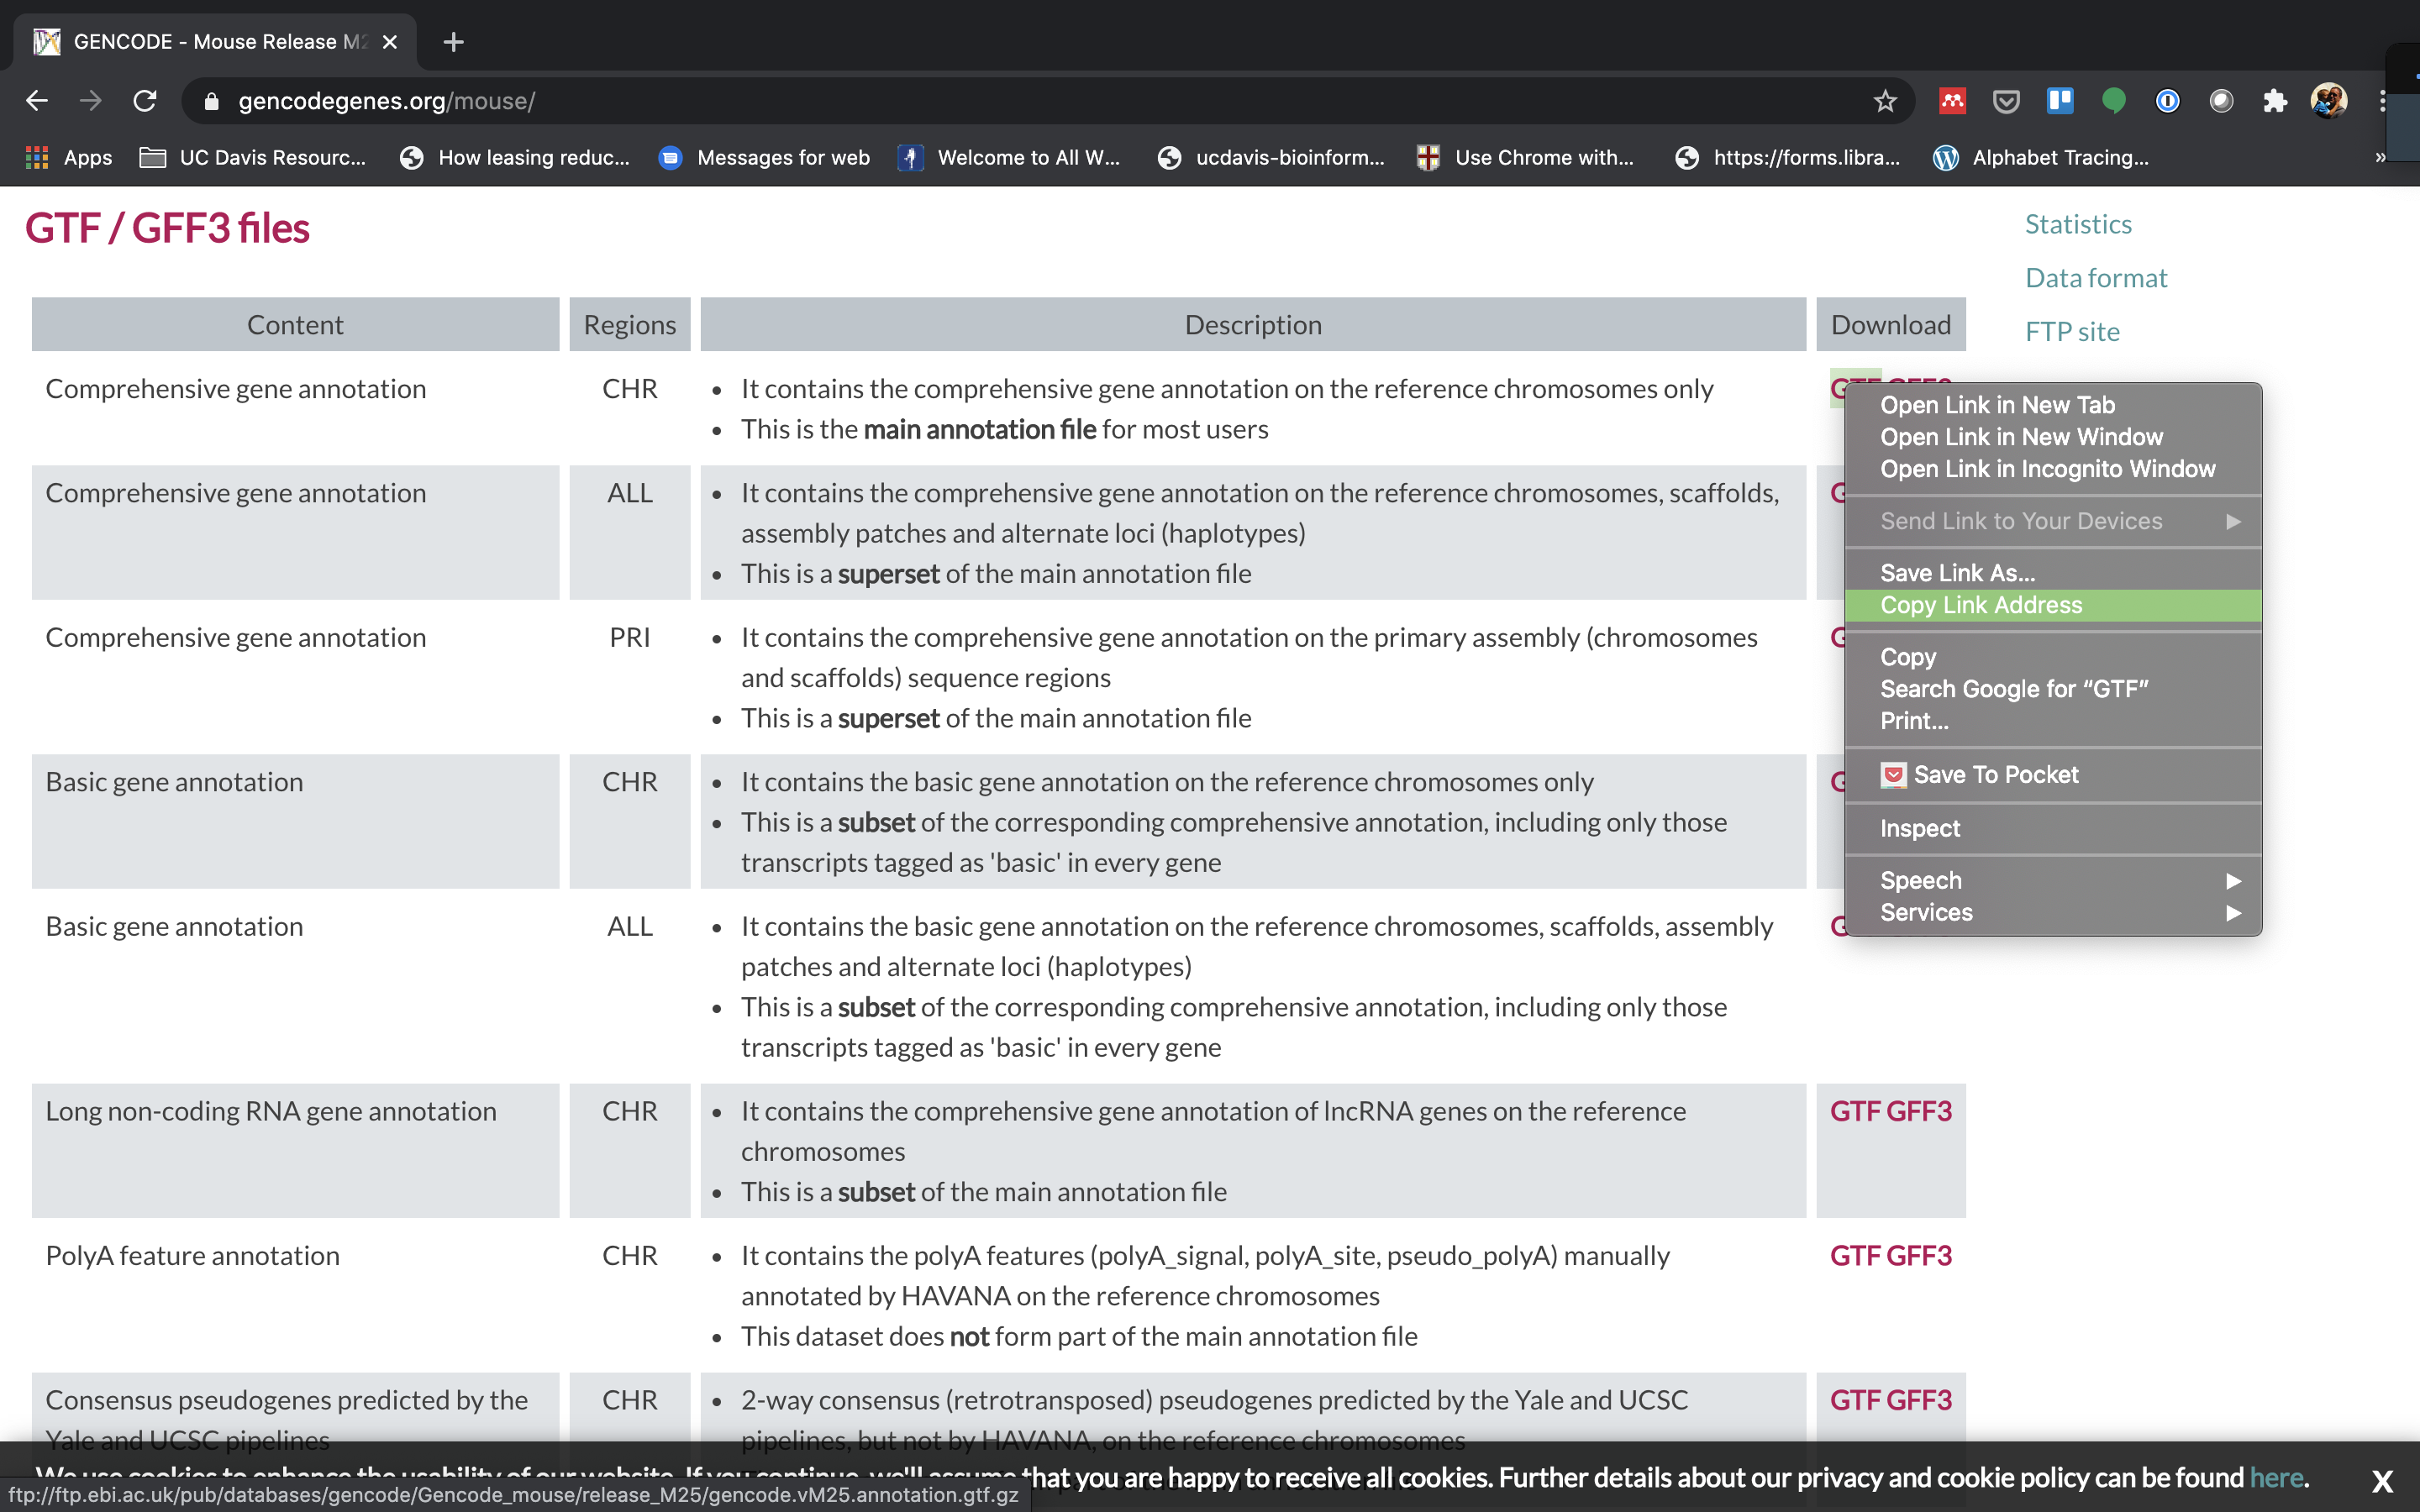 GENCODE - Mouse Release M2
gencodegenes.org/mouse/
Apps UC Davis Resourc... How leasing reduc... Messages for web Welcome to All W... ucdavis-bioinform... Use Chrome with... https://forms.libra... Alphabet Tracing... »
GTF / GFF3 files
Statistics
Data format
FTP site
Content Regions Description Download
Comprehensive gene annotation CHR • It contains the comprehensive gene annotation on the reference chromosomes only GTF GFF3
• This is the main annotation file for most users
Comprehensive gene annotation ALL • It contains the comprehensive gene annotation on the reference chromosomes, scaffolds,
assembly patches and alternate loci (haplotypes)
• This is a superset of the main annotation file
Comprehensive gene annotation PRI • It contains the comprehensive gene annotation on the primary assembly (chromosomes
and scaffolds) sequence regions
• This is a superset of the main annotation file
Basic gene annotation CHR • It contains the basic gene annotation on the reference chromosomes only
• This is a subset of the corresponding comprehensive annotation, including only those
transcripts tagged as 'basic' in every gene
Basic gene annotation ALL • It contains the basic gene annotation on the reference chromosomes, scaffolds, assembly
patches and alternate loci (haplotypes)
• This is a subset of the corresponding comprehensive annotation, including only those
transcripts tagged as 'basic' in every gene
Long non-coding RNA gene annotation CHR • It contains the comprehensive gene annotation of lncRNA genes on the reference GTF GFF3
chromosomes
• This is a subset of the main annotation file
PolyA feature annotation CHR • It contains the polyA features (polyA_signal, polyA_site, pseudo_polyA) manually GTF GFF3
annotated by HAVANA on the reference chromosomes
• This dataset does not form part of the main annotation file
Consensus pseudogenes predicted by the CHR • 2-way consensus (retrotransposed) pseudogenes predicted by the Yale and UCSC GTF GFF3
Yale and UCSC pipelines pipelines, but not by HAVANA, on the reference chromosomes
Open Link in New Tab
Open Link in New Window
Open Link in Incognito Window
Send Link to Your Devices
Save Link As...
Copy Link Address
Copy
Search Google for “GTF”
Print...
Save To Pocket
Inspect
Speech
Services
We use cookies to enhance the usability of our website. If you continue, we'll assume that you are happy to receive all cookies. Further details about our privacy and cookie policy can be found here. X
ftp://ftp.ebi.ac.uk/pub/databases/gencode/Gencode_mouse/release_M25/gencode.vM25.annotation.gtf.gz